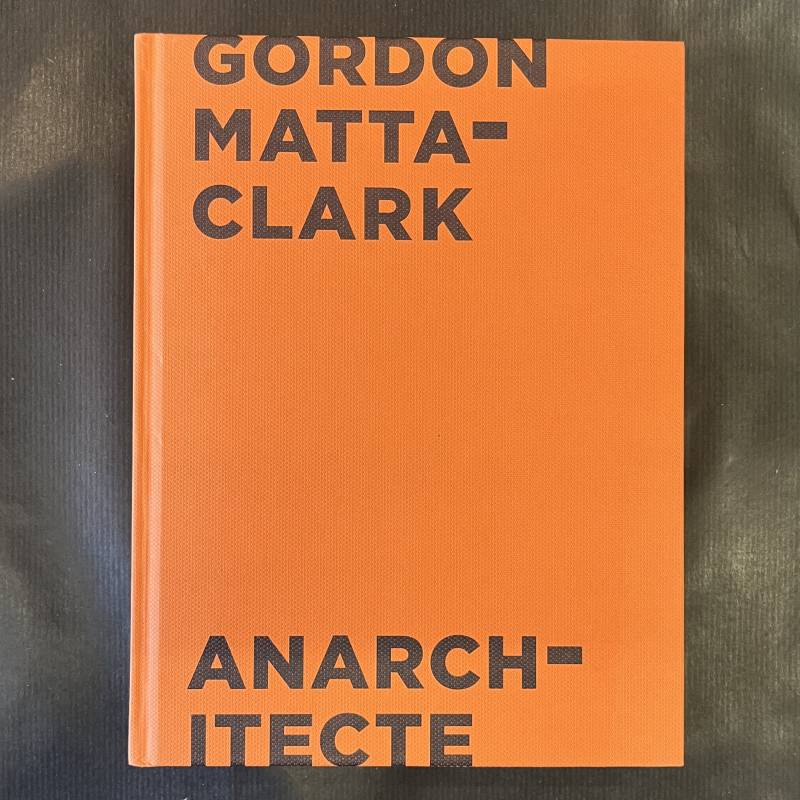 GORDON
MATTA-
CLARK
ANARCH-
ITECTE